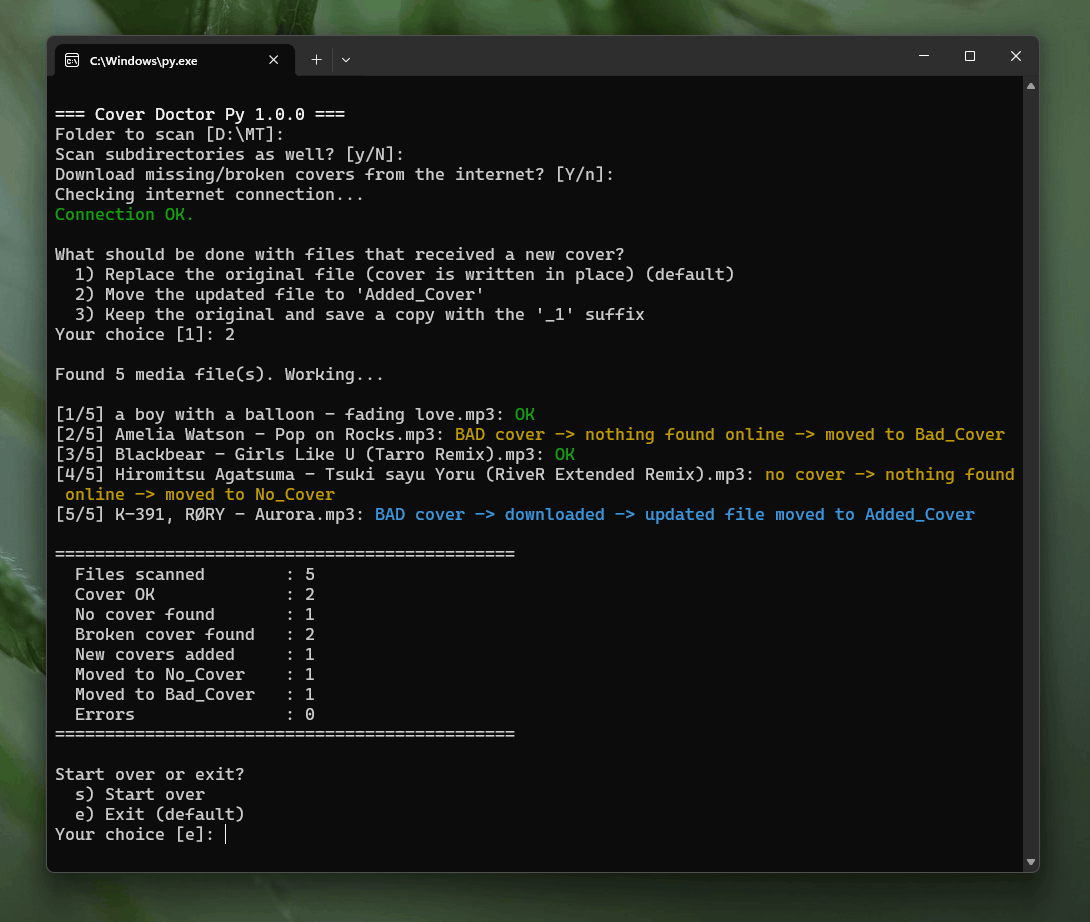 C:\Windows\py.exe
=== Cover Doctor Py 1.0.0 ===
Folder to scan [D:\MT]:
Scan subdirectories as well? [y/N]:
Download missing/broken covers from the internet? [Y/n]:
Checking internet connection...
Connection OK.
What should be done with files that received a new cover?
1) Replace the original file (cover is written in place) (default)
2) Move the updated file to 'Added_Cover'
3) Keep the original and save a copy with the '_1' suffix
Your choice [1]: 2
Found 5 media file(s). Working...
[1/5] a boy with a balloon - fading love.mp3: OK
[2/5] Amelia Watson - Pop on Rocks.mp3: BAD cover -> nothing found online -> moved to Bad_Cover
[3/5] Blackbear - Girls Like U (Tarro Remix).mp3: OK
[4/5] Hiromitsu Agatsuma - Tsuki sayu Yoru (RiveR Extended Remix).mp3: no cover -> nothing found
online -> moved to No_Cover
[5/5] K-391, RØRY - Aurora.mp3: BAD cover -> downloaded -> updated file moved to Added_Cover
==============================================
Files scanned : 5
Cover OK : 2
No cover found : 1
Broken cover found : 2
New covers added : 1
Moved to No_Cover : 1
Moved to Bad_Cover : 1
Errors : 0
==============================================
Start over or exit?
s) Start over
e) Exit (default)
Your choice [e]: